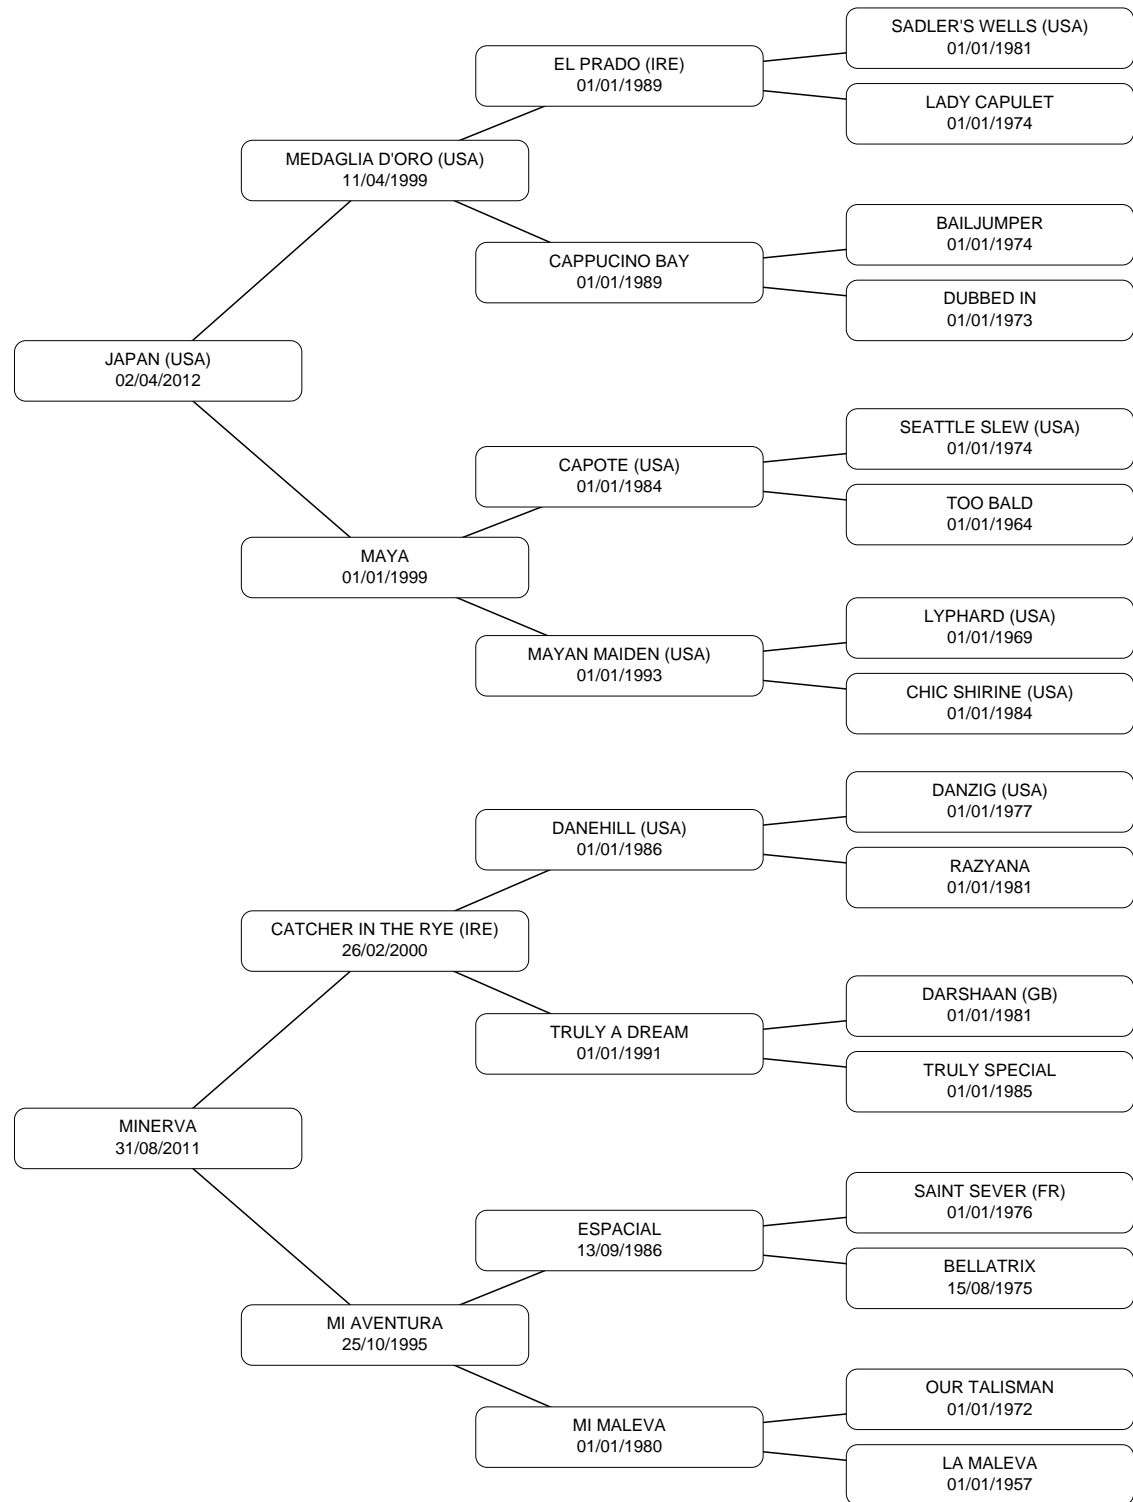 SADLER'S WELLS (USA)
01/01/1981
EL PRADO (IRE)
01/01/1989
LADY CAPULET
01/01/1974
MEDAGLIA D'ORO (USA)
11/04/1999
BAILJUMPER
01/01/1974
CAPPUCINO BAY
01/01/1989
DUBBED IN
01/01/1973
JAPAN (USA)
02/04/2012
SEATTLE SLEW (USA)
01/01/1974
CAPOTE (USA)
01/01/1984
TOO BALD
01/01/1964
MAYA
01/01/1999
LYPHARD (USA)
01/01/1969
MAYAN MAIDEN (USA)
01/01/1993
CHIC SHIRINE (USA)
01/01/1984
DANZIG (USA)
01/01/1977
DANEHILL (USA)
01/01/1986
RAZYANA
01/01/1981
CATCHER IN THE RYE (IRE)
26/02/2000
DARSHAAN (GB)
01/01/1981
TRULY A DREAM
01/01/1991
TRULY SPECIAL
01/01/1985
MINERVA
31/08/2011
SAINT SEVER (FR)
01/01/1976
ESPACIAL
13/09/1986
BELLATRIX
15/08/1975
MI AVENTURA
25/10/1995
OUR TALISMAN
01/01/1972
MI MALEVA
01/01/1980
LA MALEVA
01/01/1957